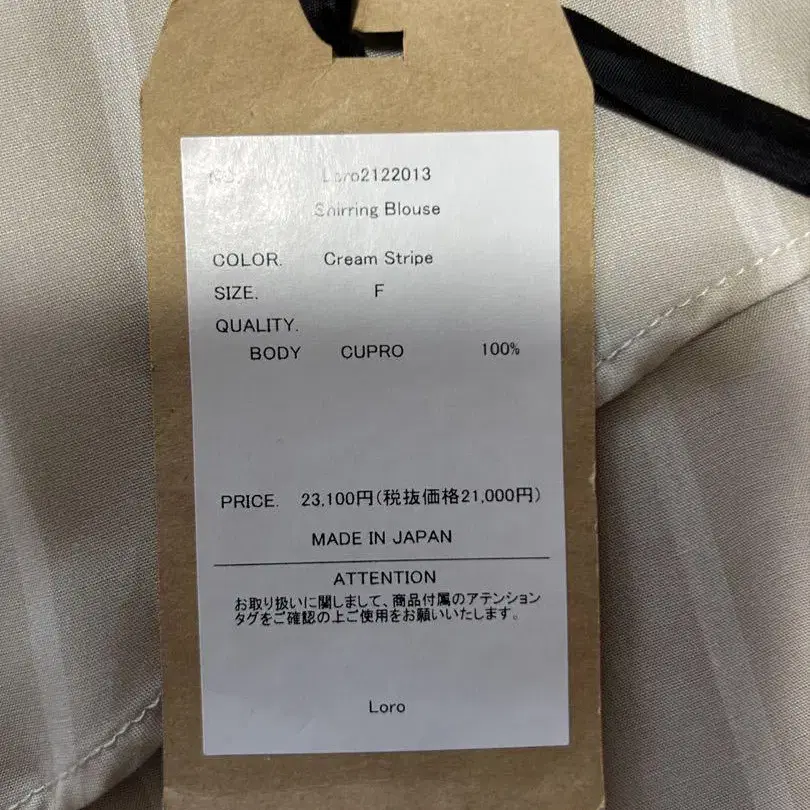 NO. Loro2122013
Shirring Blouse
COLOR. Cream Stripe
SIZE. F
QUALITY.
BODY CUPRO 100%
PRICE. 23,100円(税抜価格21,000円)
MADE IN JAPAN
ATTENTION
お取り扱いに関しまして、商品付属のアテンション
タグをご確認の上ご使用をお願いいたします。
Loro